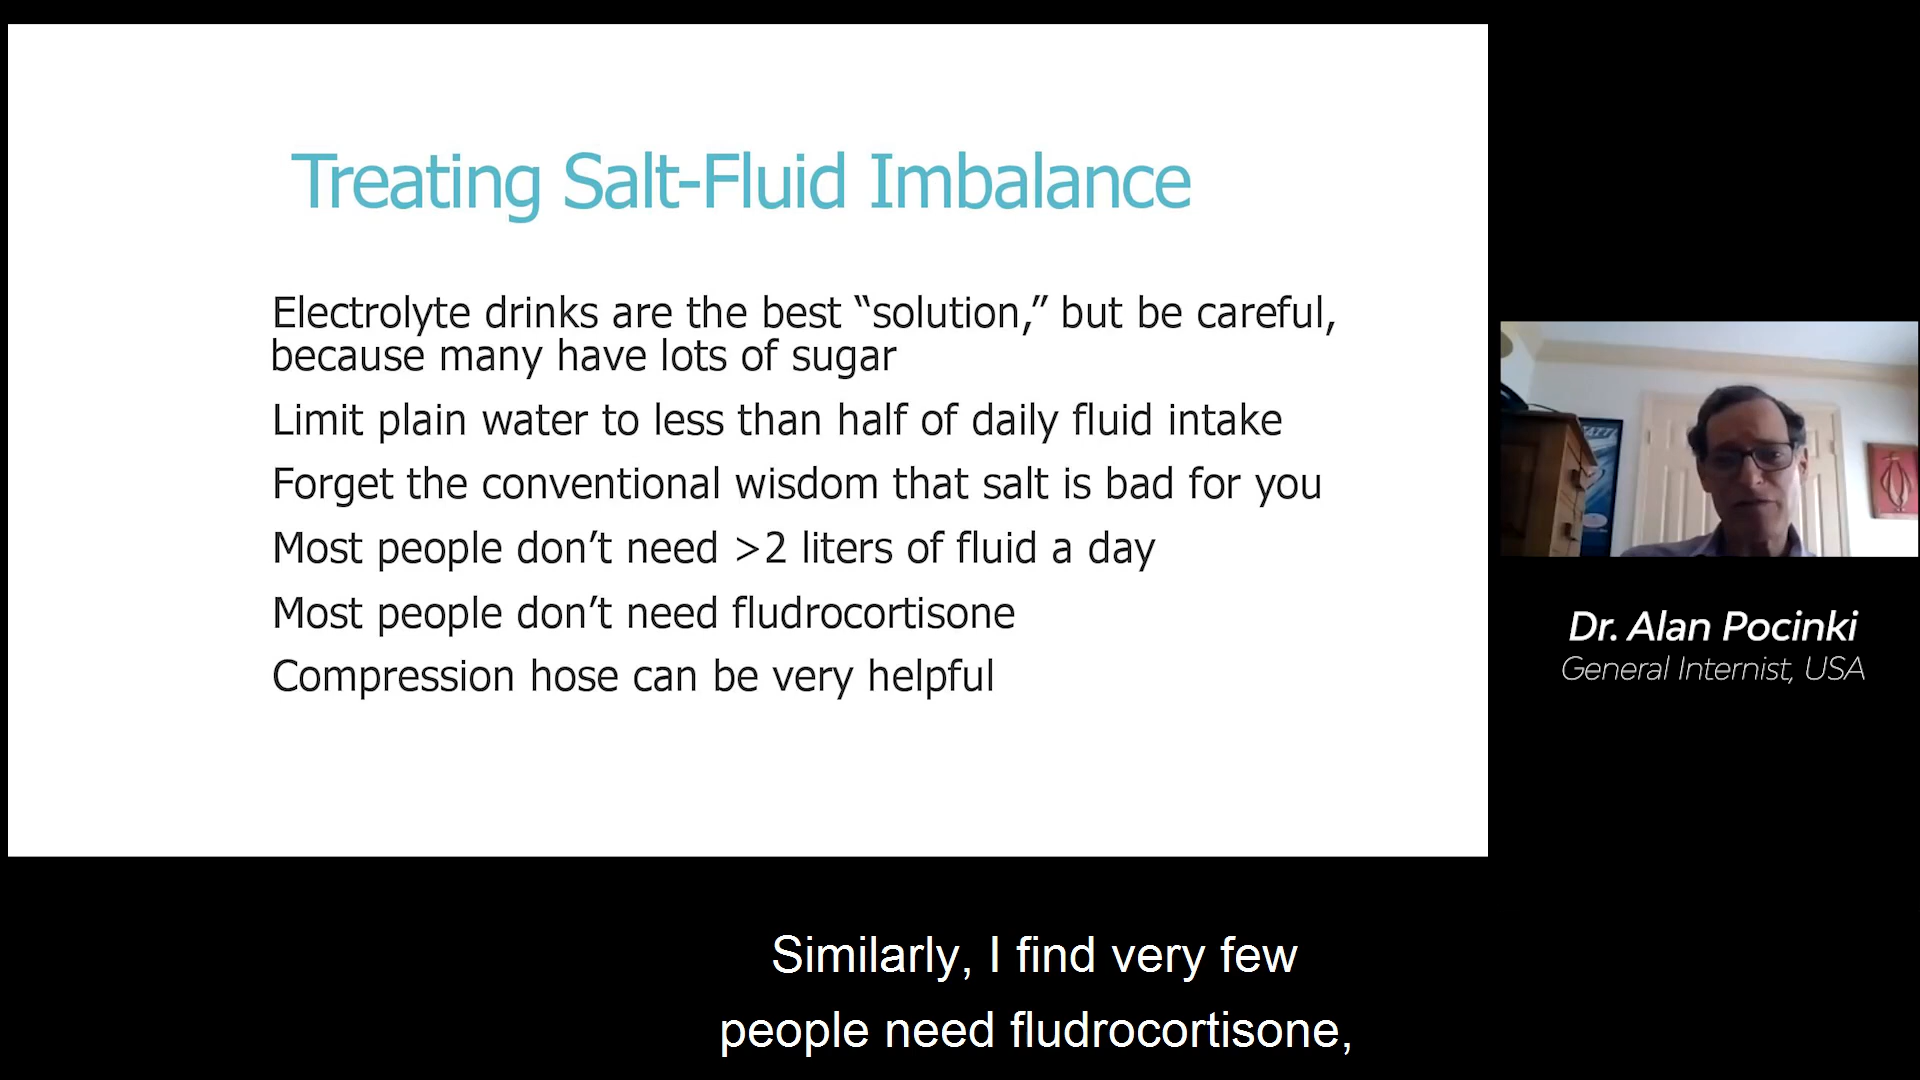 Treating Salt-Fluid Imbalance
Electrolyte drinks are the best “solution,” but be careful,
because many have lots of sugar
Limit plain water to less than half of daily fluid intake
Forget the conventional wisdom that salt is bad for you
Most people don’t need >2 liters of fluid a day
Most people don’t need fludrocortisone
Compression hose can be very helpful
Dr. Alan Pocinki
General Internist, USA
Similarly, I find very few
people need fludrocortisone,